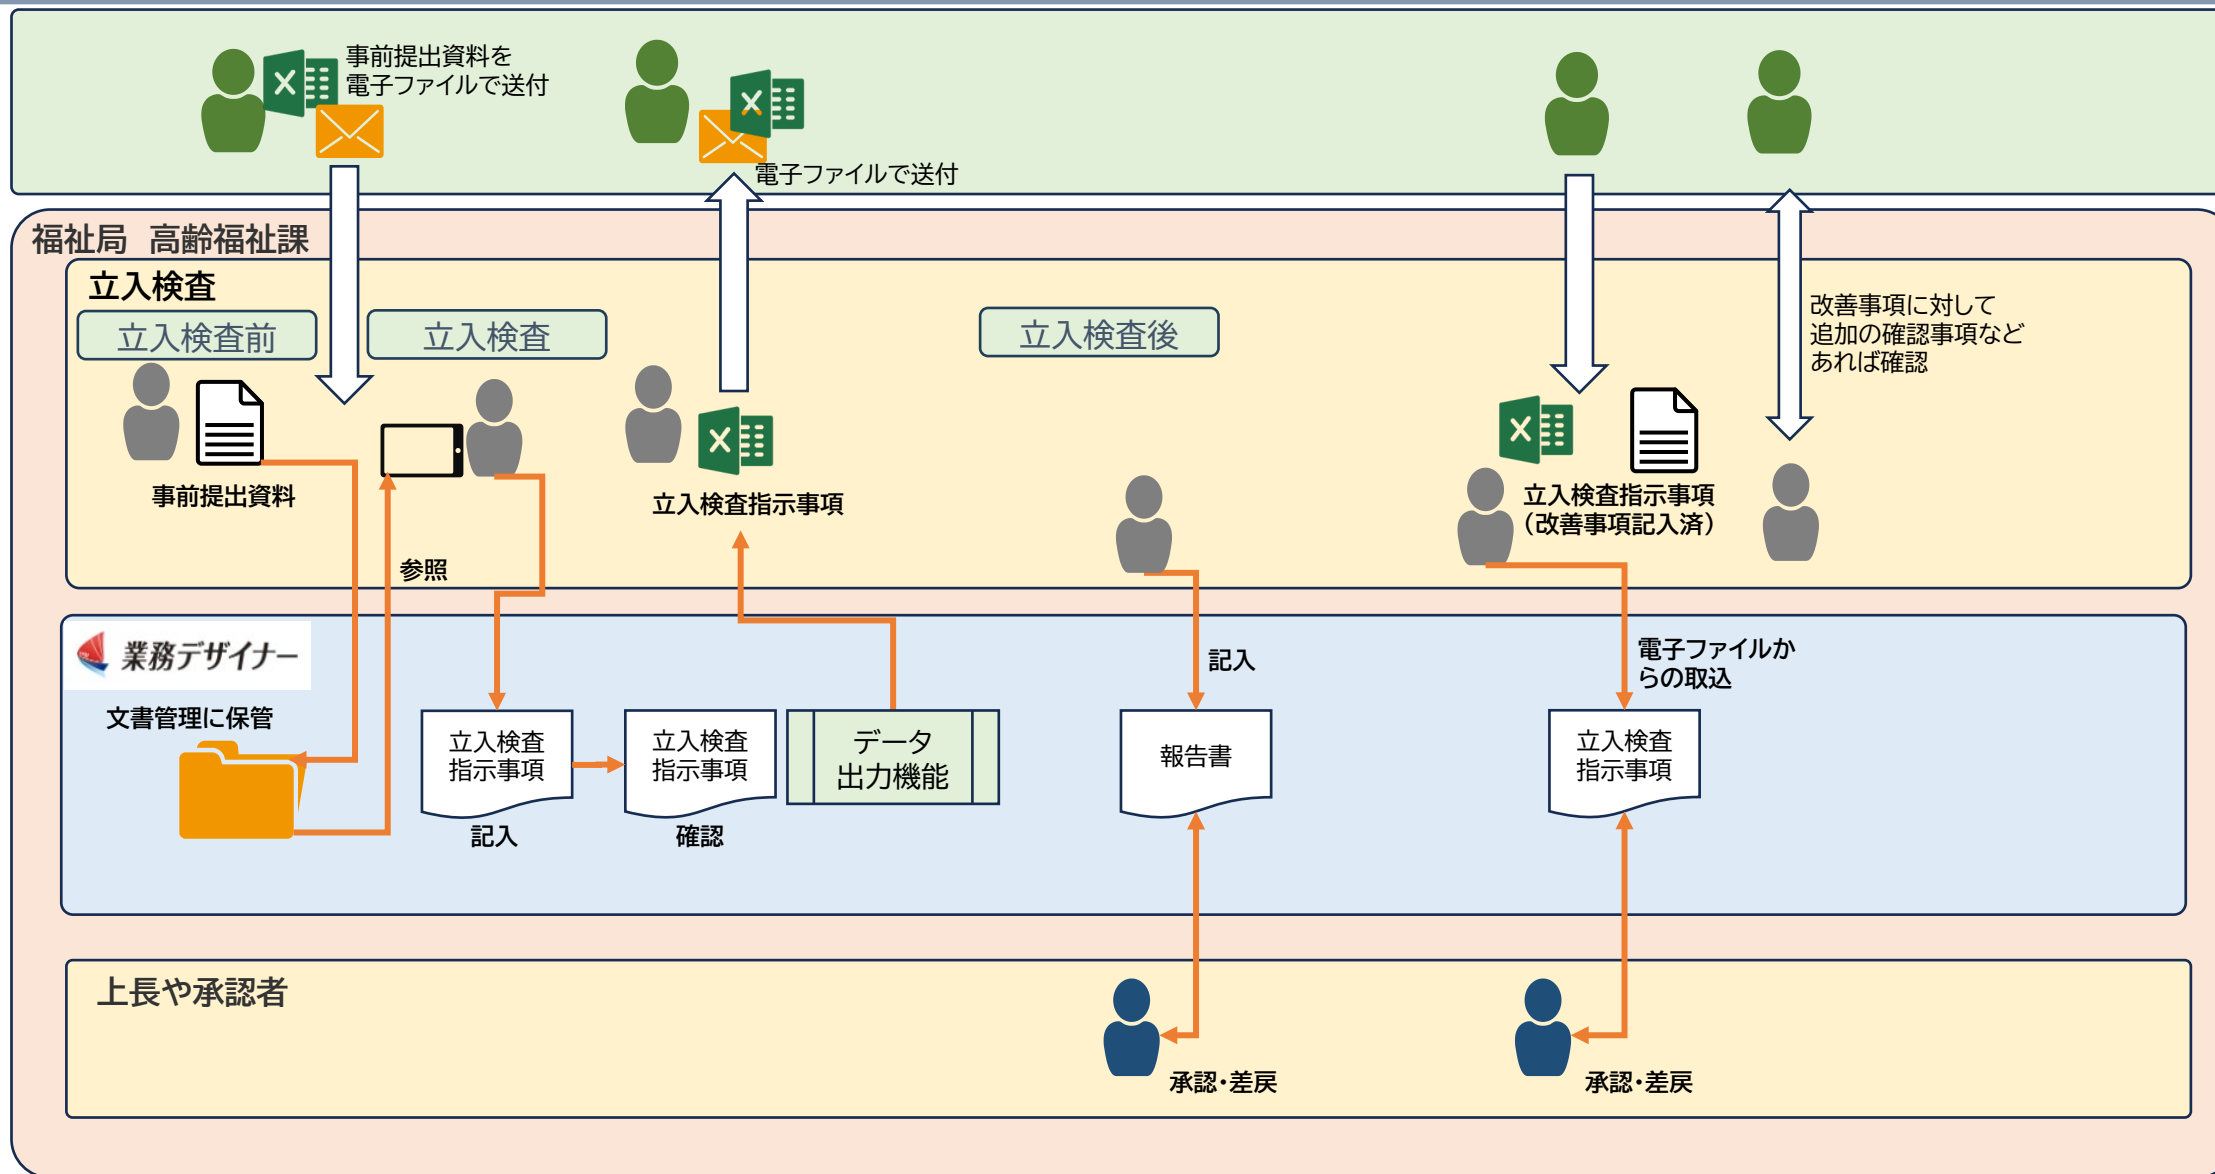 事前提出資料を
電子ファイルで送付
電子ファイルで送付
福祉局 高齢福祉課
立入検査
立入検査前
立入検査
立入検査後
改善事項に対して
追加の確認事項など
あれば確認
事前提出資料
立入検査指示事項
立入検査指示事項
（改善事項記入済）
参照
業務デザイナー
文書管理に保管
記入
電子ファイルか
らの取込
立入検査
指示事項
記入
立入検査
指示事項
確認
データ
出力機能
報告書
立入検査
指示事項
上長や承認者
承認・差戻
承認・差戻